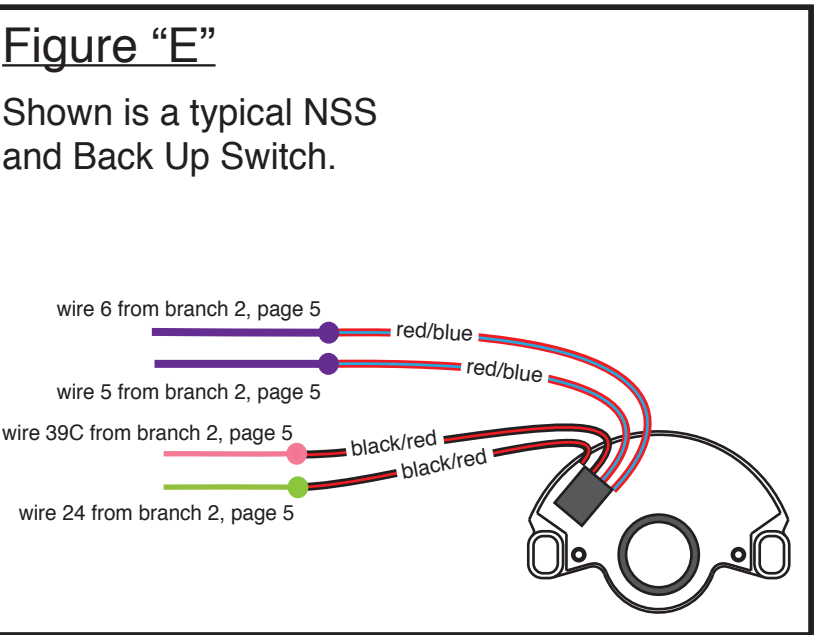 Figure “E”
Shown is a typical NSS
and Back Up Switch.
wire 6 from branch 2, page 5
red/blue
red/blue
wire 5 from branch 2, page 5
wire 39C from branch 2, page 5
black/red
black/red
wire 24 from branch 2, page 5